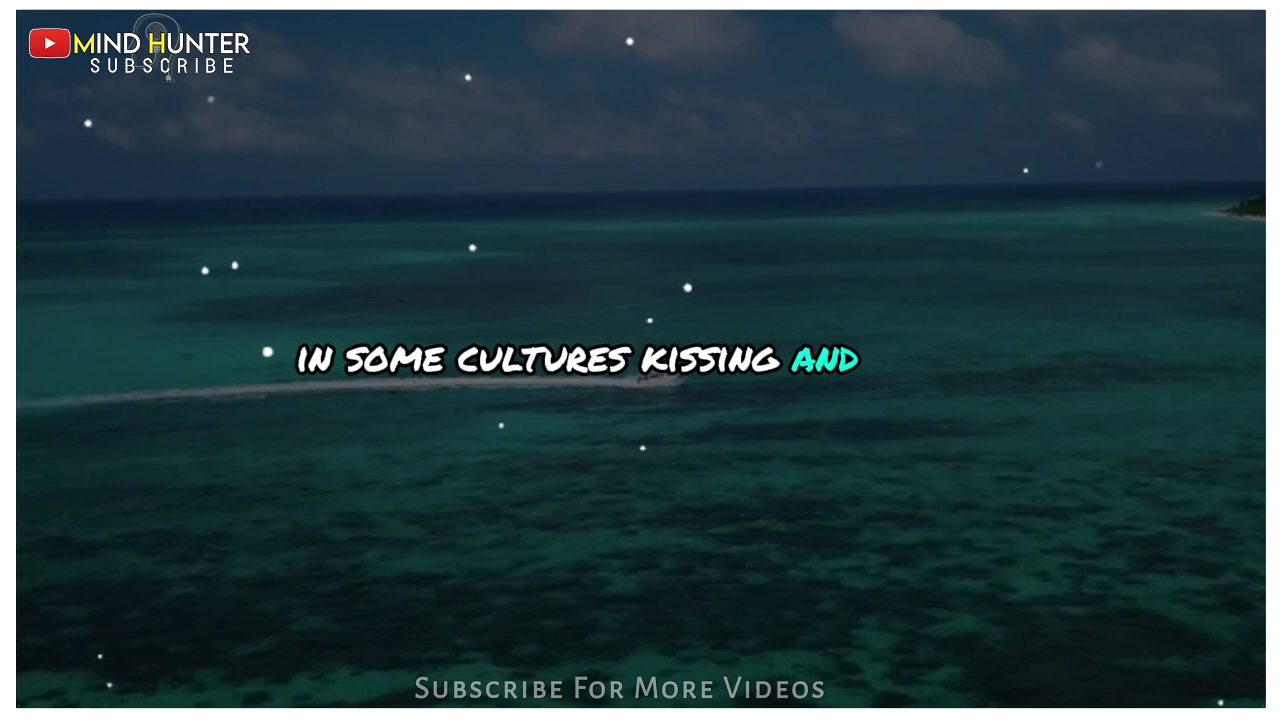 MIND HUNTER
SUBSCRIBE
IN SOME CULTURES KISSING AND
SUBSCRIBE FOR MORE VIDEOS